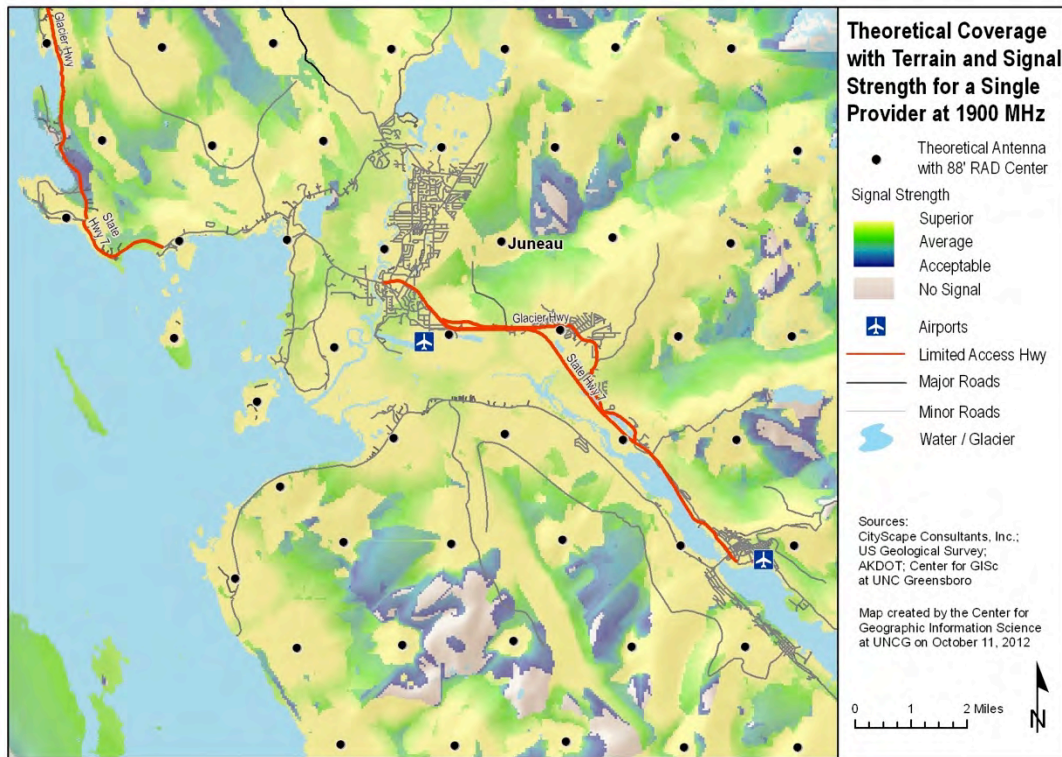 Theoretical Coverage
with Terrain and Signal
Strength for a Single
Provider at 1900 MHz
Theoretical Antenna
with 88' RAD Center
Signal Strength
Superior
Average
Acceptable
No Signal
Airports
Limited Access Hwy
Major Roads
Minor Roads
Water / Glacier
Sources:
CityScape Consultants, Inc.;
US Geological Survey;
AKDOT; Center for GISc
at UNC Greensboro
Map created by the Center for
Geographic Information Science
at UNCG on October 11, 2012
0 1 2 Miles
N
Glacier Hwy
State
Hwy 7
Juneau
Glacier Hwy
State Hwy 7